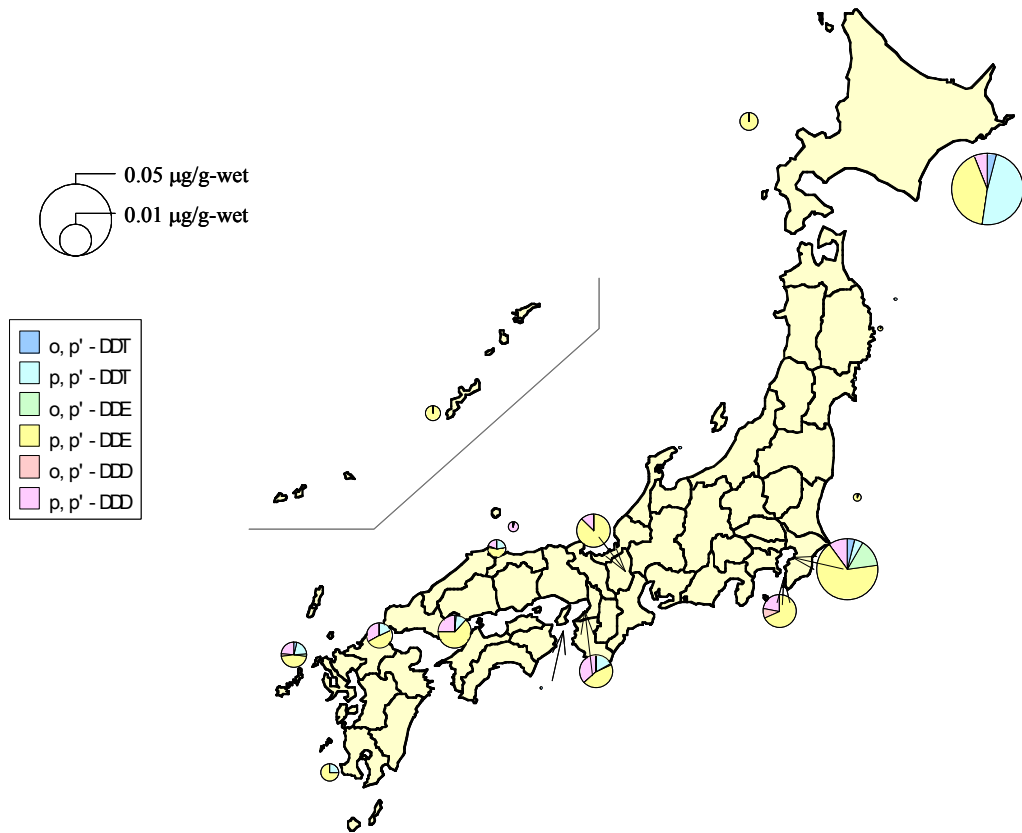 0.05 µg/g-wet
0.01 µg/g-wet
o, p' - DDT
p, p' - DDT
o, p' - DDE
p, p' - DDE
o, p' - DDD
p, p' - DDD